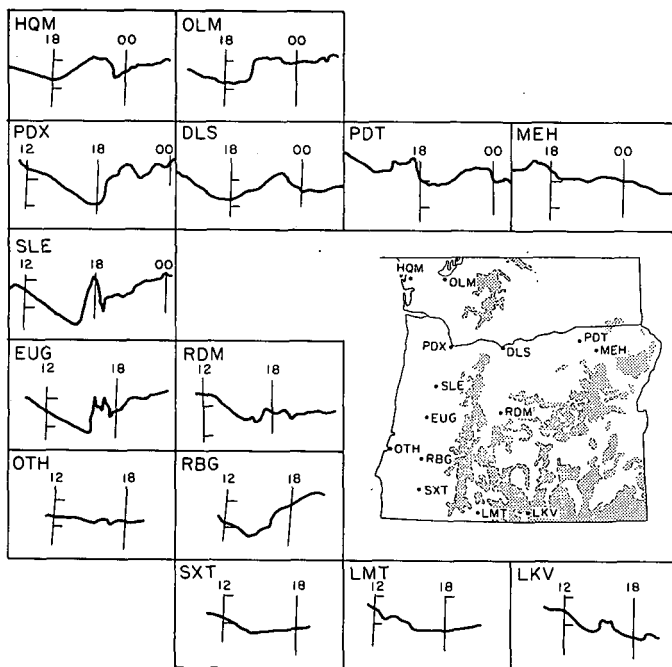 HQM
18 00
OLM
18 00
PDX
12 18 00
DLS
18 00
PDT
18 00
MEH
18 00
SLE
12 18 00
EUG
12 18
RDM
12 18
OTH
12 18
RBG
12 18
SXT
12 18
LMT
12 18
LKV
12 18
HQM
OLM
PDX
DLS
PDT
MEH
SLE
EUG
RDM
OTH
RBG
SXT
LMT
LKV